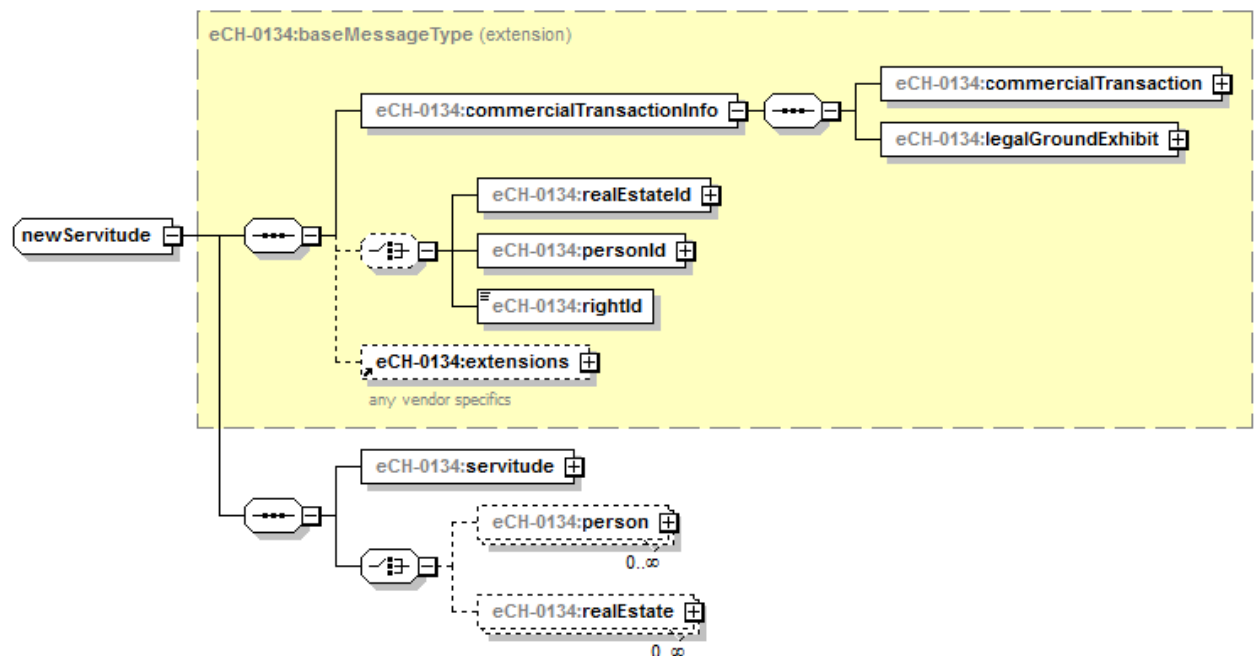 eCH-0134:baseMessageType (extension)
eCH-0134:commercialTransactionInfo
eCH-0134:commercialTransaction
eCH-0134:legalGroundExhibit
eCH-0134:realEstateId
newServitude
eCH-0134:personId
eCH-0134:rightId
eCH-0134:extensions
any vendor specifics
eCH-0134:servitude
eCH-0134:person
0..∞
eCH-0134:realEstate
0..∞